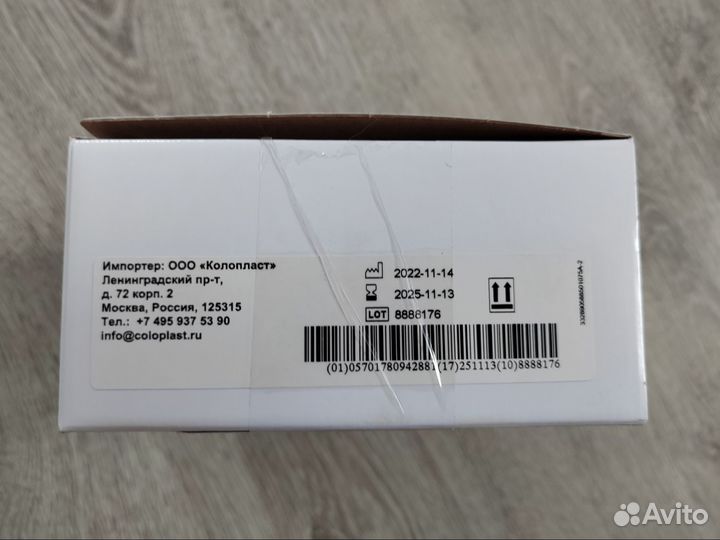 Импортер: ООО «Колопласт»
Ленинградский пр-т,
д. 72 корп. 2
Москва, Россия, 125315
Тел.: +7 495 937 53 90
info@coloplast.ru
2022-11-14
2025-11-13
LOT 8888176
(01)05701780942881(17)251113(10)8888176
Avito